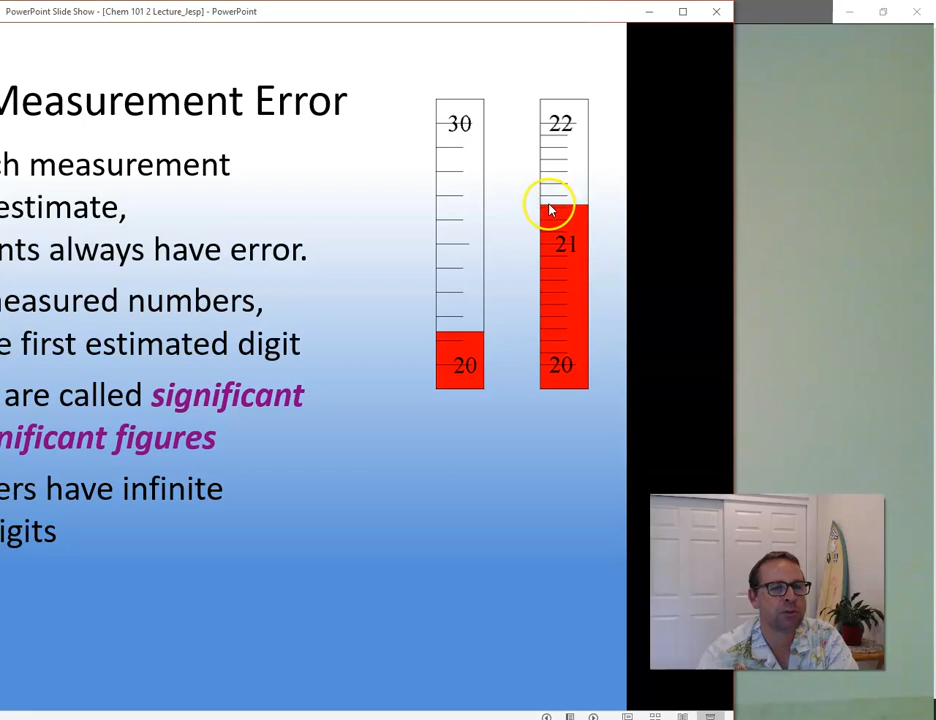 PowerPoint Slide Show - [Chem 101 2 Lecture_Jesp] - PowerPoint
Measurement Error
ch measurement
estimate,
nts always have error.
neasured numbers,
e first estimated digit
are called significant
nificant figures
ers have infinite
igits
30
20
22
21
20